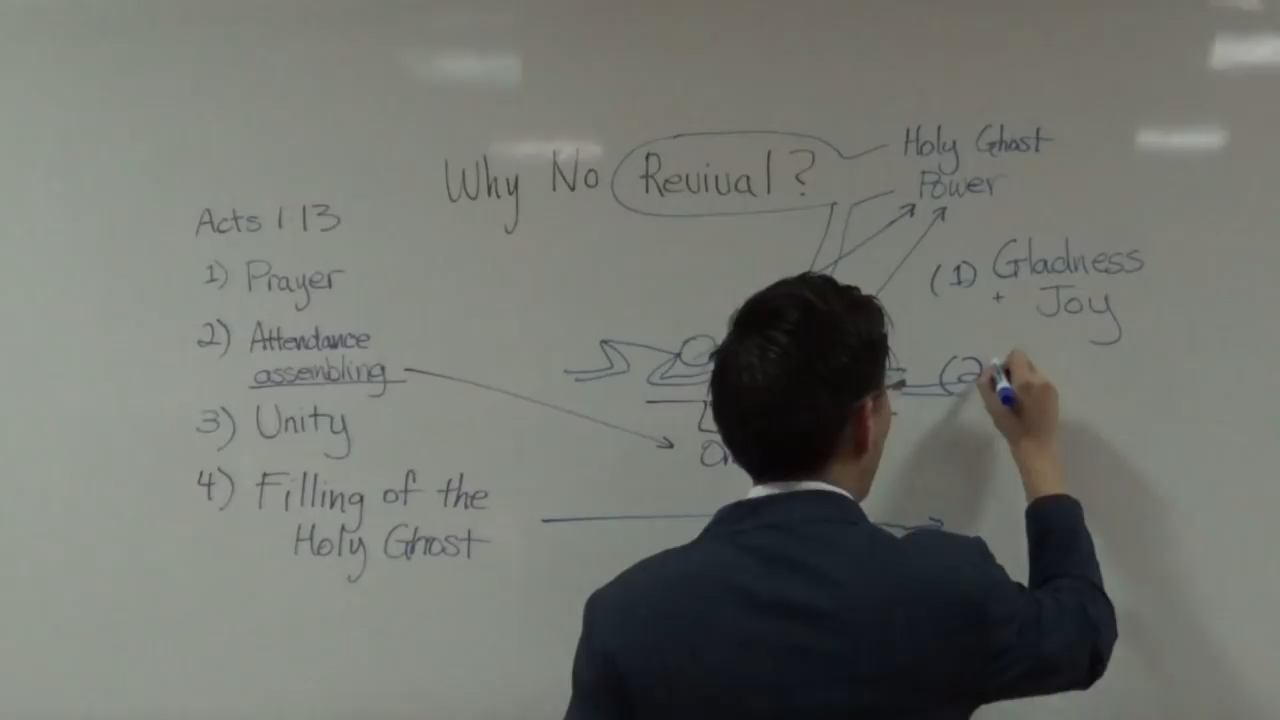 Why No Revival?
Holy Ghost
Power
Acts 1 13
1) Prayer
2) Attendance
assembling
3) Unity
4) Filling of the
Holy Ghost
(1) Gladness
+ Joy
(2